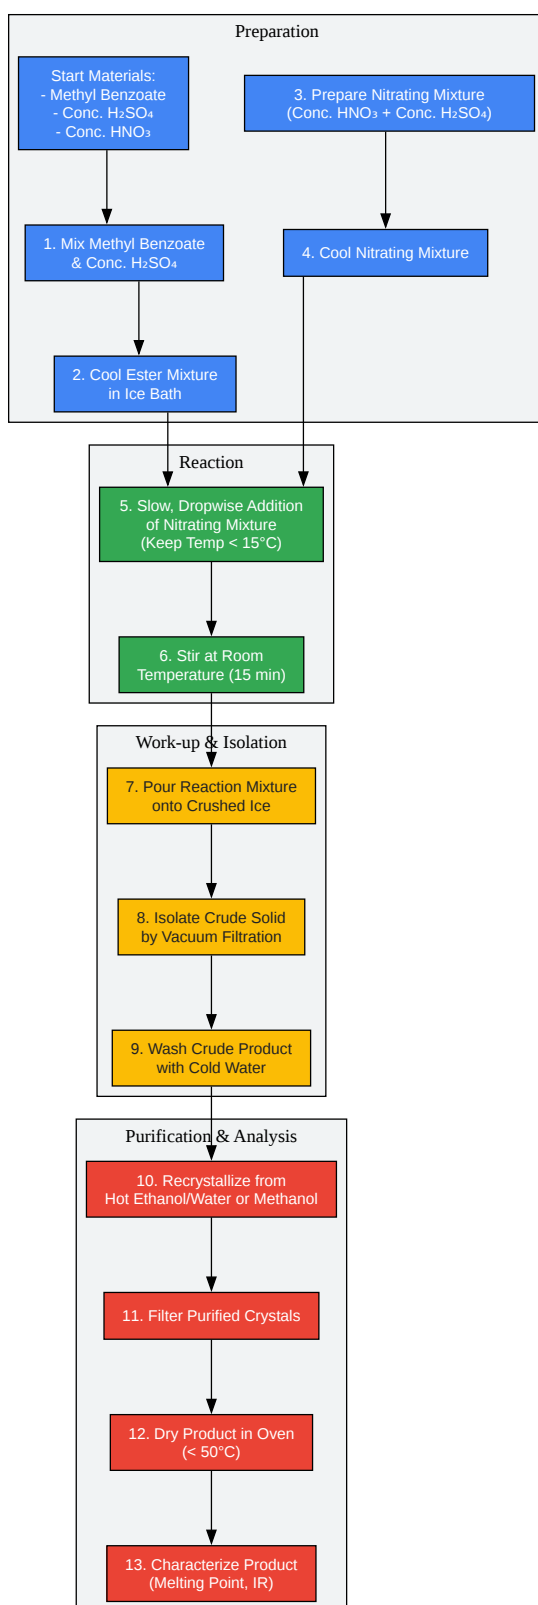 Preparation
Start Materials:
- Methyl Benzoate
- Conc. H₂SO₄
- Conc. HNO₃
3. Prepare Nitrating Mixture
(Conc. HNO₃ + Conc. H₂SO₄)
1. Mix Methyl Benzoate
& Conc. H₂SO₄
4. Cool Nitrating Mixture
2. Cool Ester Mixture
in Ice Bath
Reaction
5. Slow, Dropwise Addition
of Nitrating Mixture
(Keep Temp < 15°C)
6. Stir at Room
Temperature (15 min)
Work-up & Isolation
7. Pour Reaction Mixture
onto Crushed Ice
8. Isolate Crude Solid
by Vacuum Filtration
9. Wash Crude Product
with Cold Water
Purification & Analysis
10. Recrystallize from
Hot Ethanol/Water or Methanol
11. Filter Purified Crystals
12. Dry Product in Oven
(< 50°C)
13. Characterize Product
(Melting Point, IR)